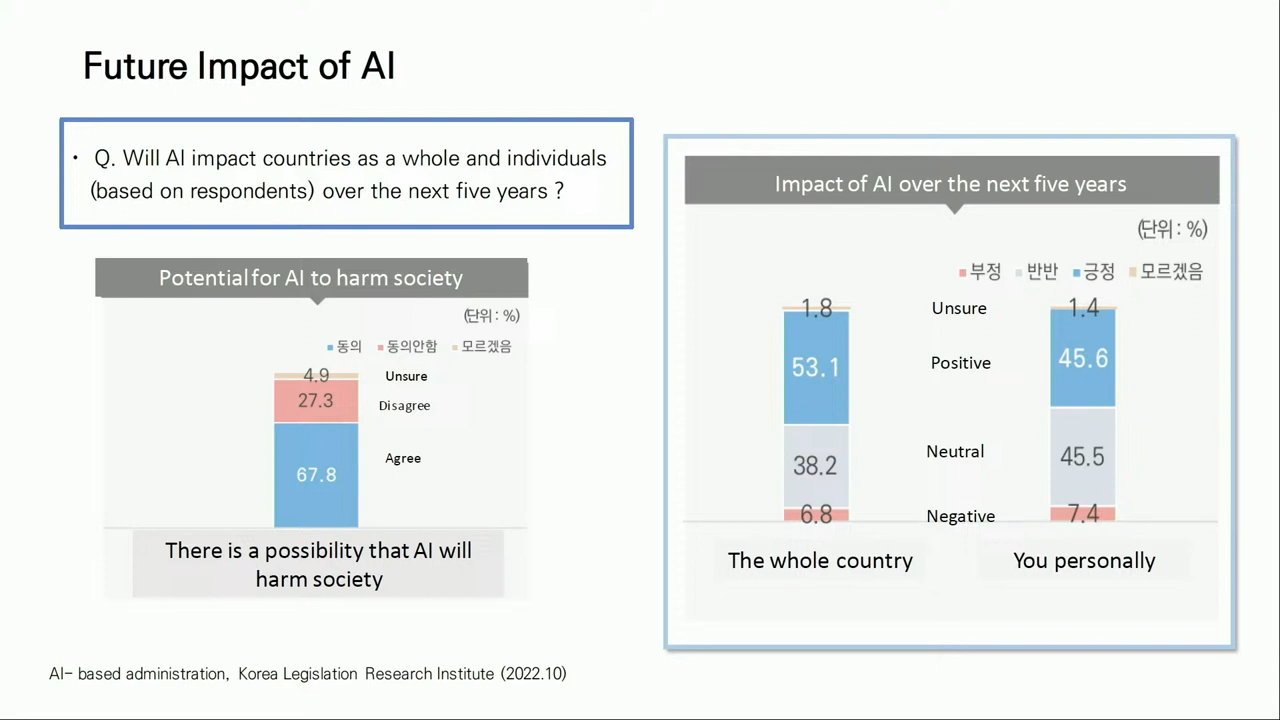 Future Impact of AI
• Q. Will AI impact countries as a whole and individuals
(based on respondents) over the next five years ?
Potential for AI to harm society
(단위 : %)
동의 동의안함 모르겠음
4.9 Unsure
27.3 Disagree
67.8 Agree
There is a possibility that AI will
harm society
Impact of AI over the next five years
(단위 : %)
부정 반반 긍정 모르겠음
1.8 Unsure 1.4
53.1 Positive 45.6
38.2 Neutral 45.5
6.8 Negative 7.4
The whole country You personally
AI- based administration, Korea Legislation Research Institute (2022.10)